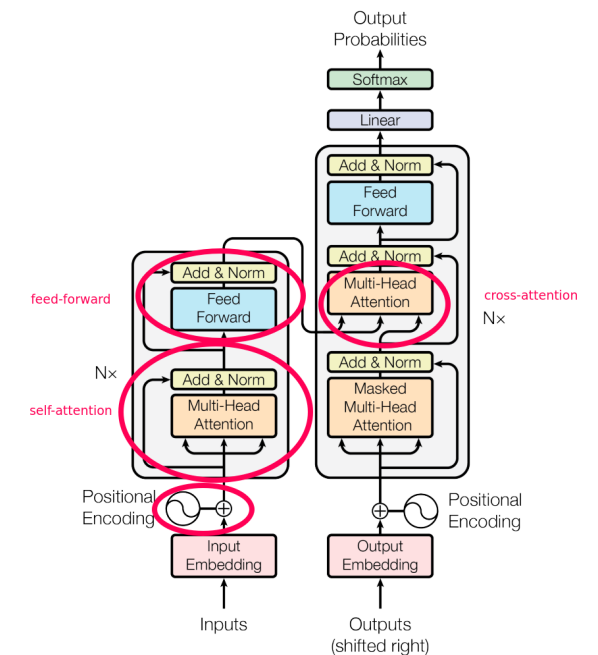 Output
Probabilities
Softmax
Linear
Add & Norm
Feed
Forward
Add & Norm
Multi-Head
Attention
cross-attention
N×
Add & Norm
Masked
Multi-Head
Attention
Add & Norm
feed-forward
Feed
Forward
N×
Add & Norm
self-attention
Multi-Head
Attention
Positional
Encoding
Positional
Encoding
Input
Embedding
Output
Embedding
Inputs
Outputs
(shifted right)